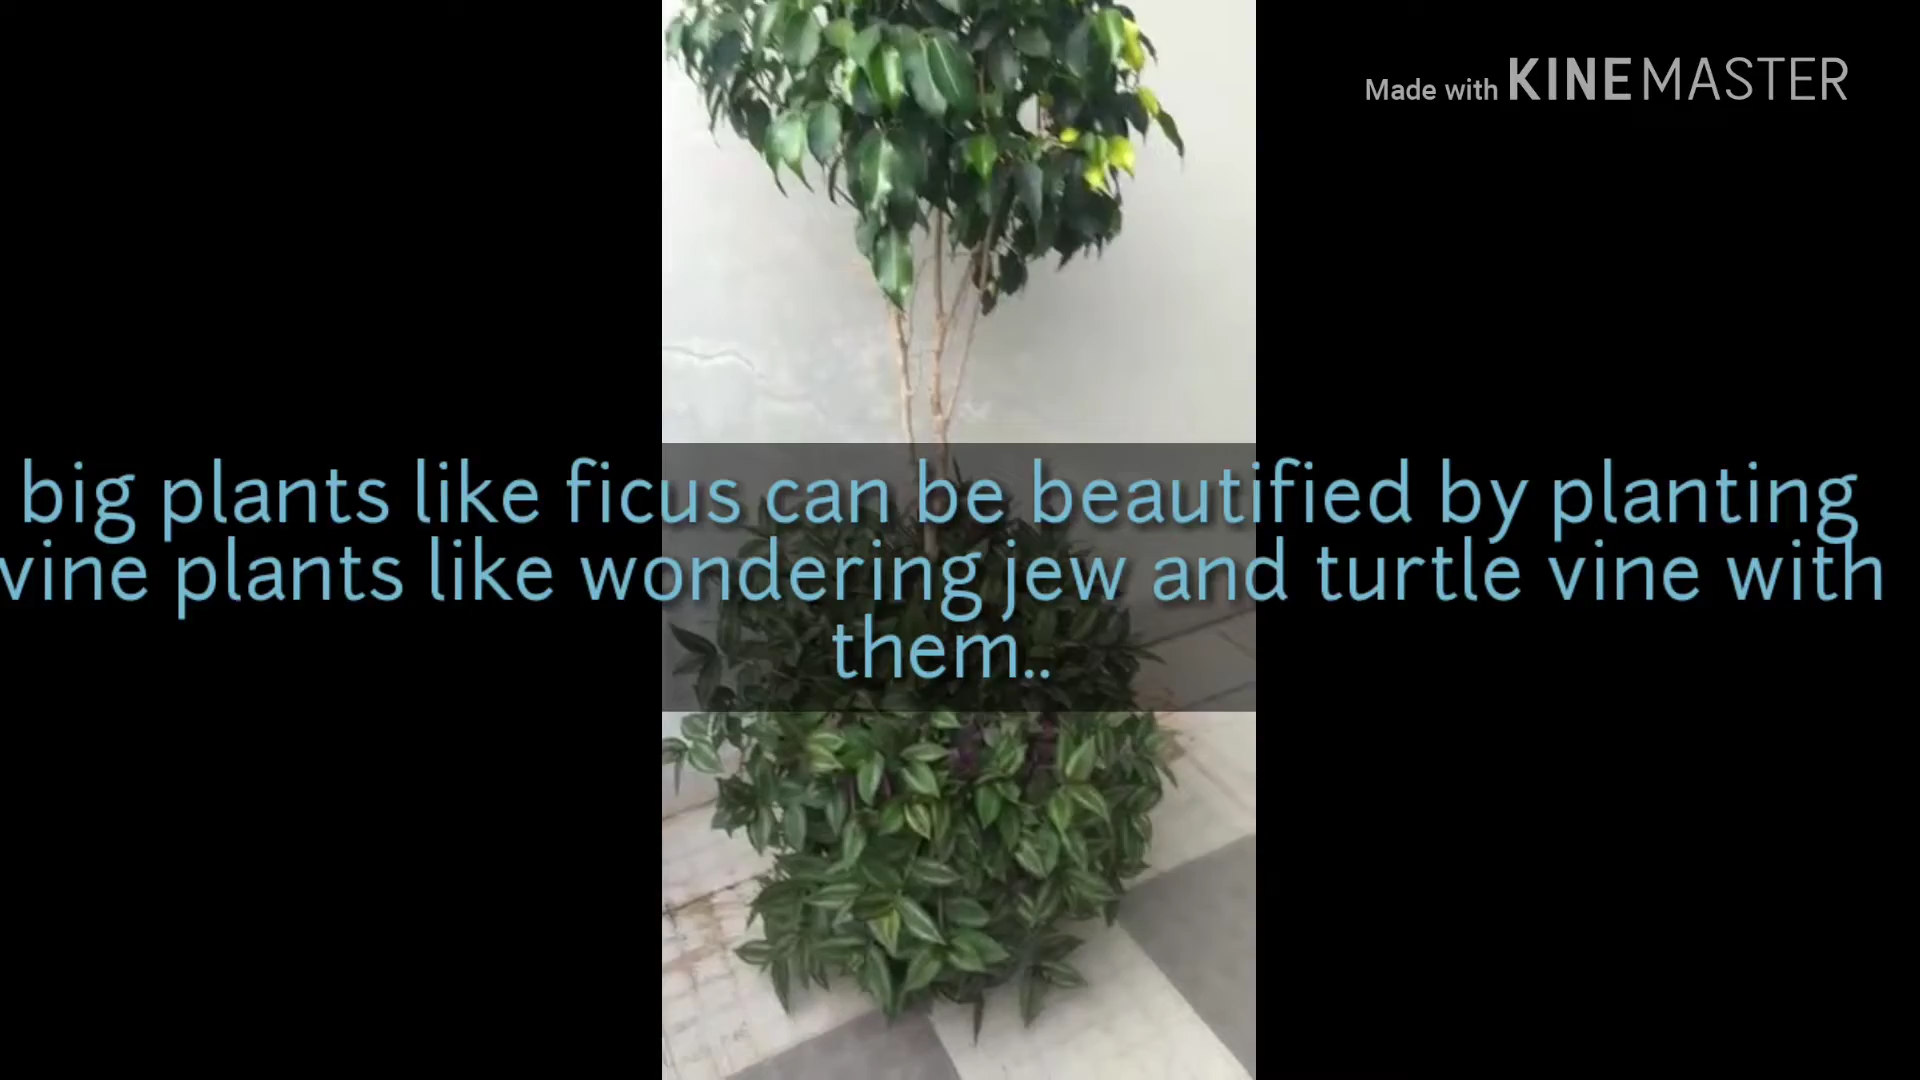 Made with KINEMASTER
big plants like ficus can be beautified by planting
vine plants like wondering jew and turtle vine with
them..